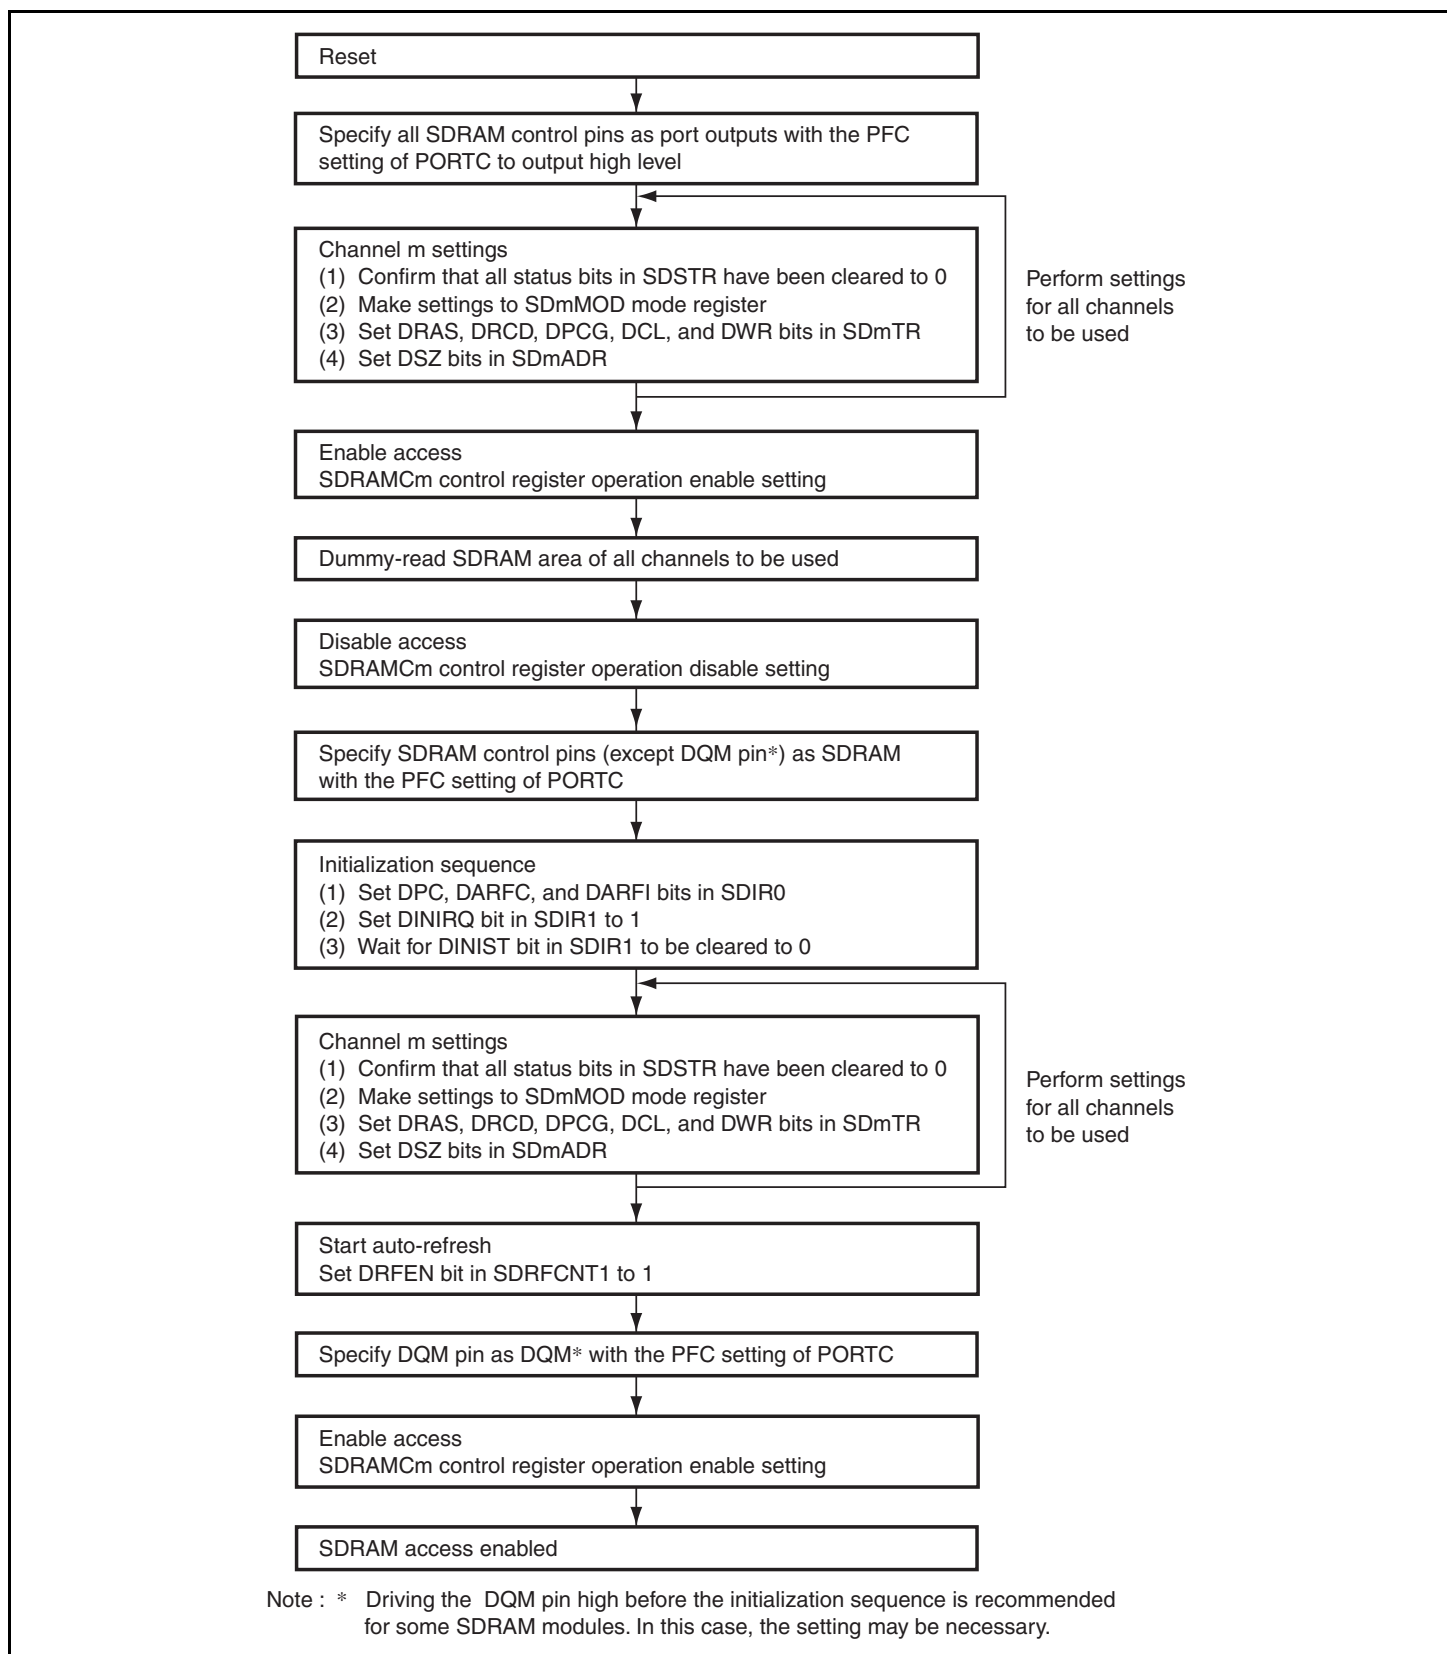 Reset
Specify all SDRAM control pins as port outputs with the PFC
setting of PORTC to output high level
Channel m settings
(1) Confirm that all status bits in SDSTR have been cleared to 0
(2) Make settings to SDmMOD mode register
(3) Set DRAS, DRCD, DPCG, DCL, and DWR bits in SDmTR
(4) Set DSZ bits in SDmADR
Perform settings
for all channels
to be used
Enable access
SDRAMCm control register operation enable setting
Dummy-read SDRAM area of all channels to be used
Disable access
SDRAMCm control register operation disable setting
Specify SDRAM control pins (except DQM pin*) as SDRAM
with the PFC setting of PORTC
Initialization sequence
(1) Set DPC, DARFC, and DARFI bits in SDIR0
(2) Set DINIRQ bit in SDIR1 to 1
(3) Wait for DINIST bit in SDIR1 to be cleared to 0
Channel m settings
(1) Confirm that all status bits in SDSTR have been cleared to 0
(2) Make settings to SDmMOD mode register
(3) Set DRAS, DRCD, DPCG, DCL, and DWR bits in SDmTR
(4) Set DSZ bits in SDmADR
Perform settings
for all channels
to be used
Start auto-refresh
Set DRFEN bit in SDRFCNT1 to 1
Specify DQM pin as DQM* with the PFC setting of PORTC
Enable access
SDRAMCm control register operation enable setting
SDRAM access enabled
Note : * Driving the DQM pin high before the initialization sequence is recommended
for some SDRAM modules. In this case, the setting may be necessary.